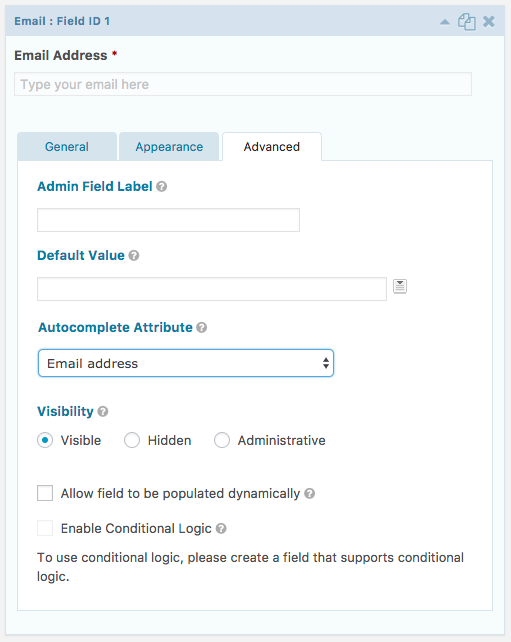 Email : Field ID 1
Email Address *
Type your email here
General Appearance Advanced
Admin Field Label ?
Default Value ?
Autocomplete Attribute ?
Email address
Visibility ?
Visible Hidden Administrative
Allow field to be populated dynamically ?
Enable Conditional Logic ?
To use conditional logic, please create a field that supports conditional
logic.